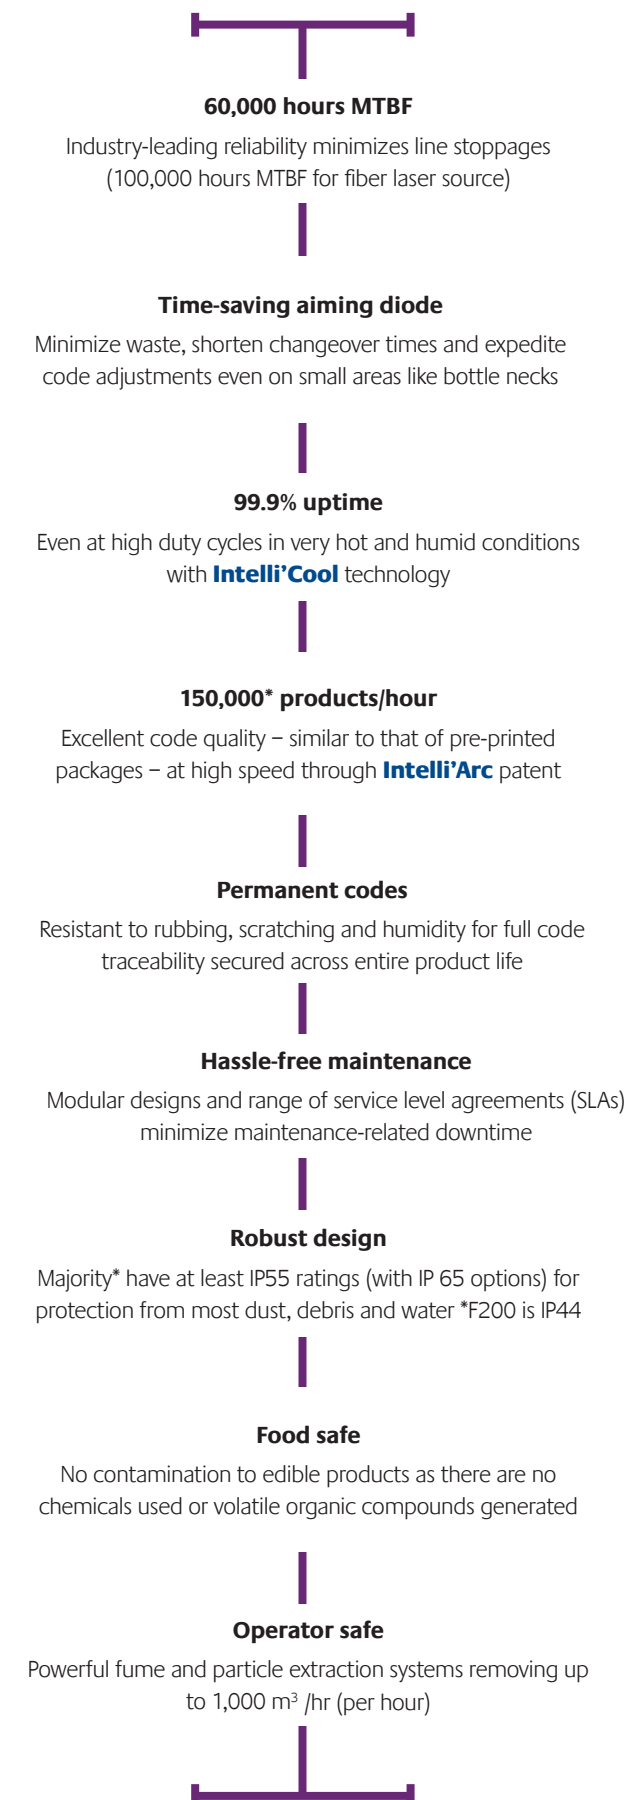 60,000 hours MTBF
Industry-leading reliability minimizes line stoppages
(100,000 hours MTBF for fiber laser source)
Time-saving aiming diode
Minimize waste, shorten changeover times and expedite
code adjustments even on small areas like bottle necks
99.9% uptime
Even at high duty cycles in very hot and humid conditions
with Intelli’Cool technology
150,000* products/hour
Excellent code quality – similar to that of pre-printed
packages – at high speed through Intelli’Arc patent
Permanent codes
Resistant to rubbing, scratching and humidity for full code
traceability secured across entire product life
Hassle-free maintenance
Modular designs and range of service level agreements (SLAs)
minimize maintenance-related downtime
Robust design
Majority* have at least IP55 ratings (with IP 65 options) for
protection from most dust, debris and water *F200 is IP44
Food safe
No contamination to edible products as there are no
chemicals used or volatile organic compounds generated
Operator safe
Powerful fume and particle extraction systems removing up
to 1,000 m³ /hr (per hour)